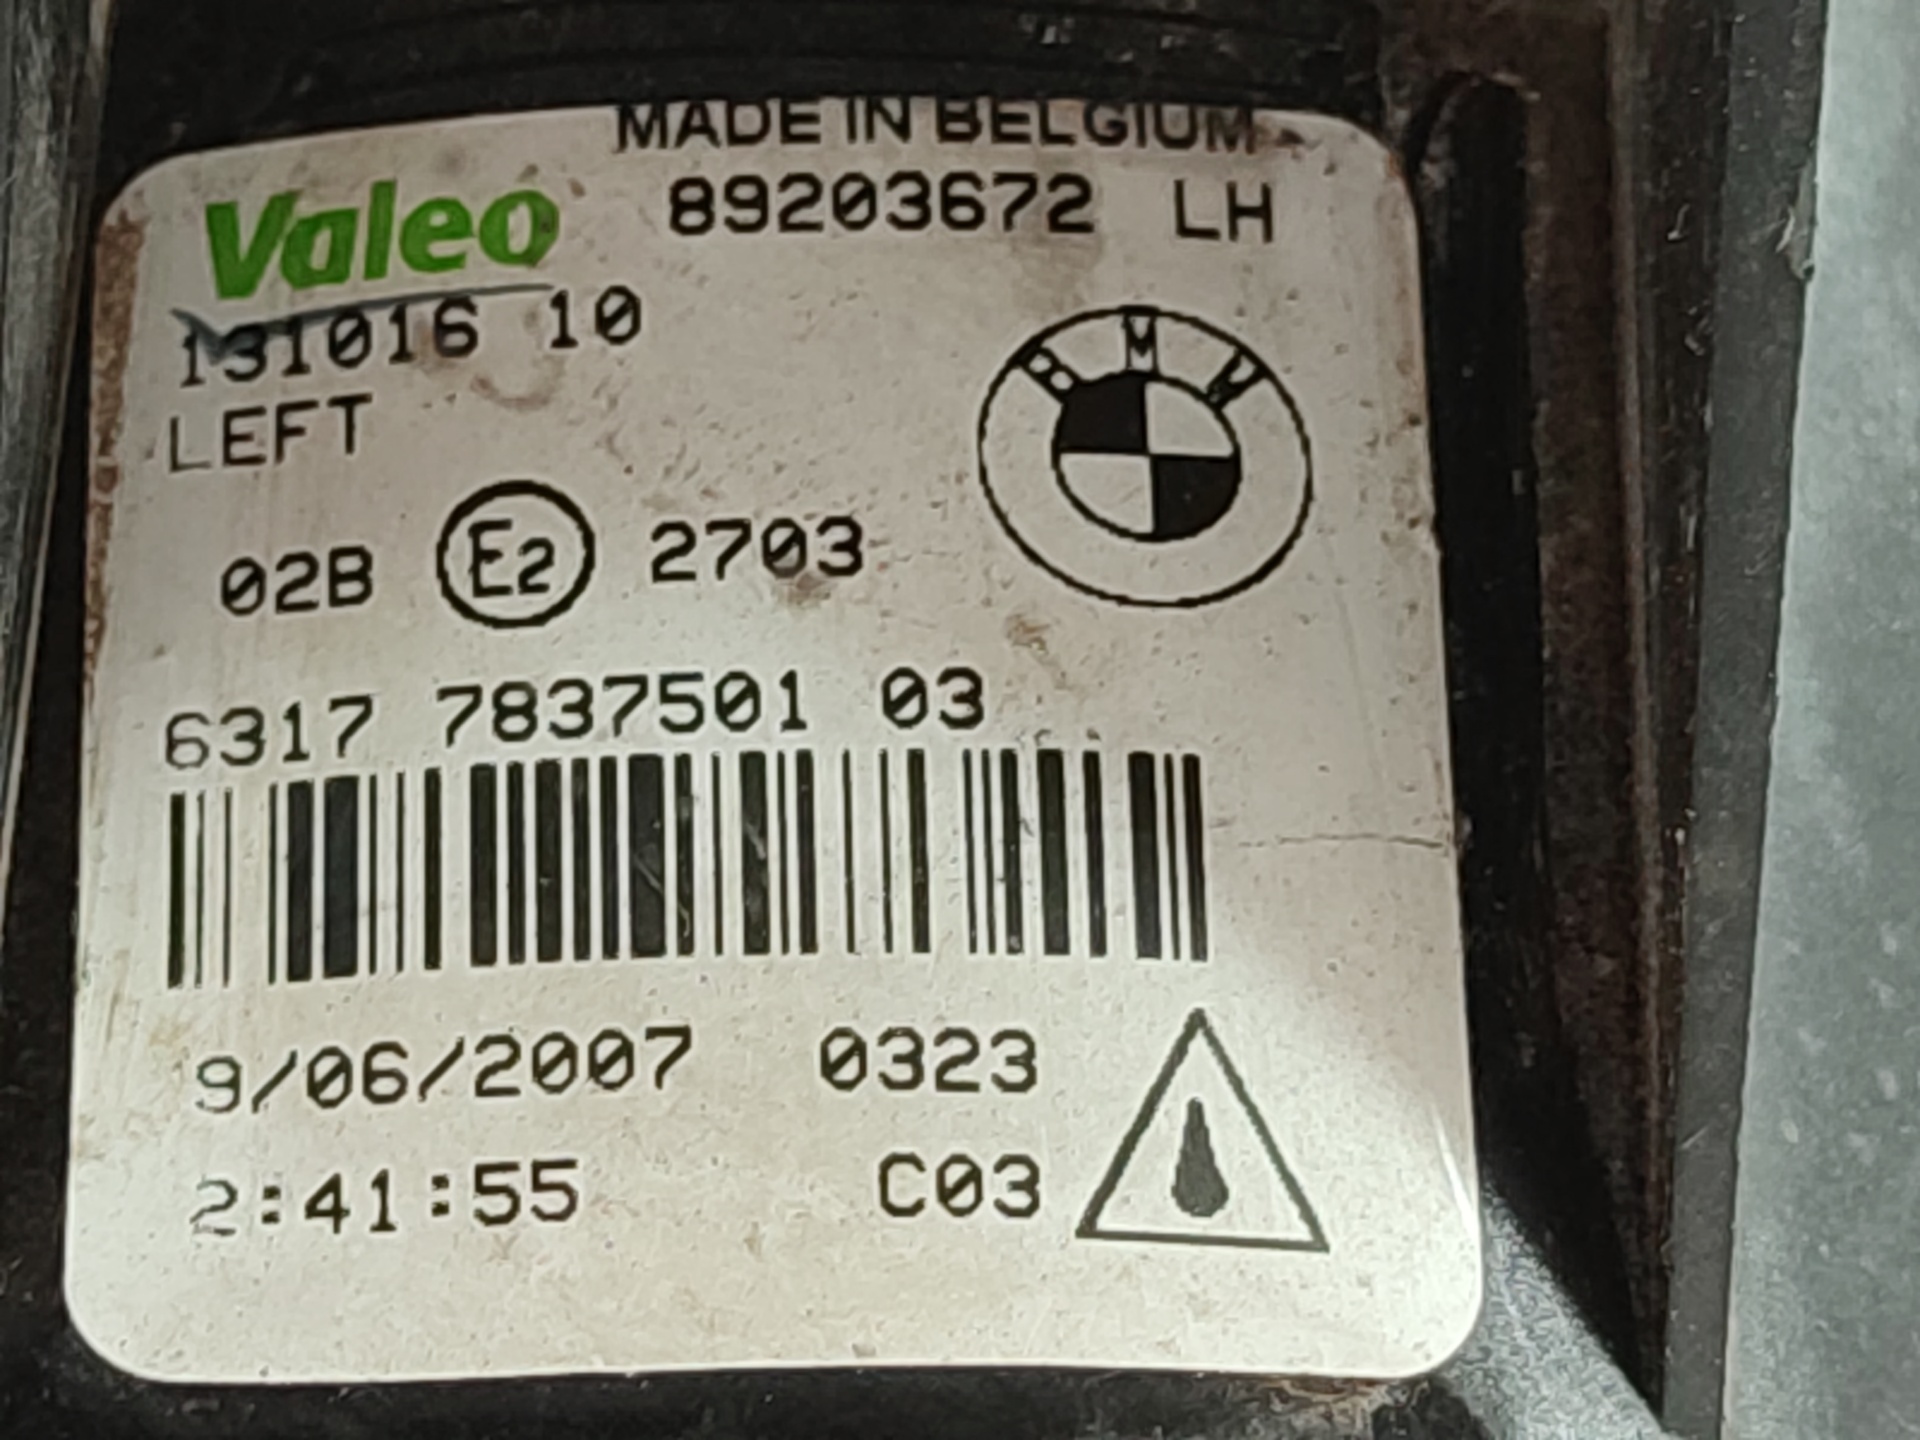 MADE IN BELGIUM
Valeo 89203672 LH
131016 10
LEFT
BMW
02B E2 2703
6317 7837501 03
9/06/2007 0323
2:41:55 C03